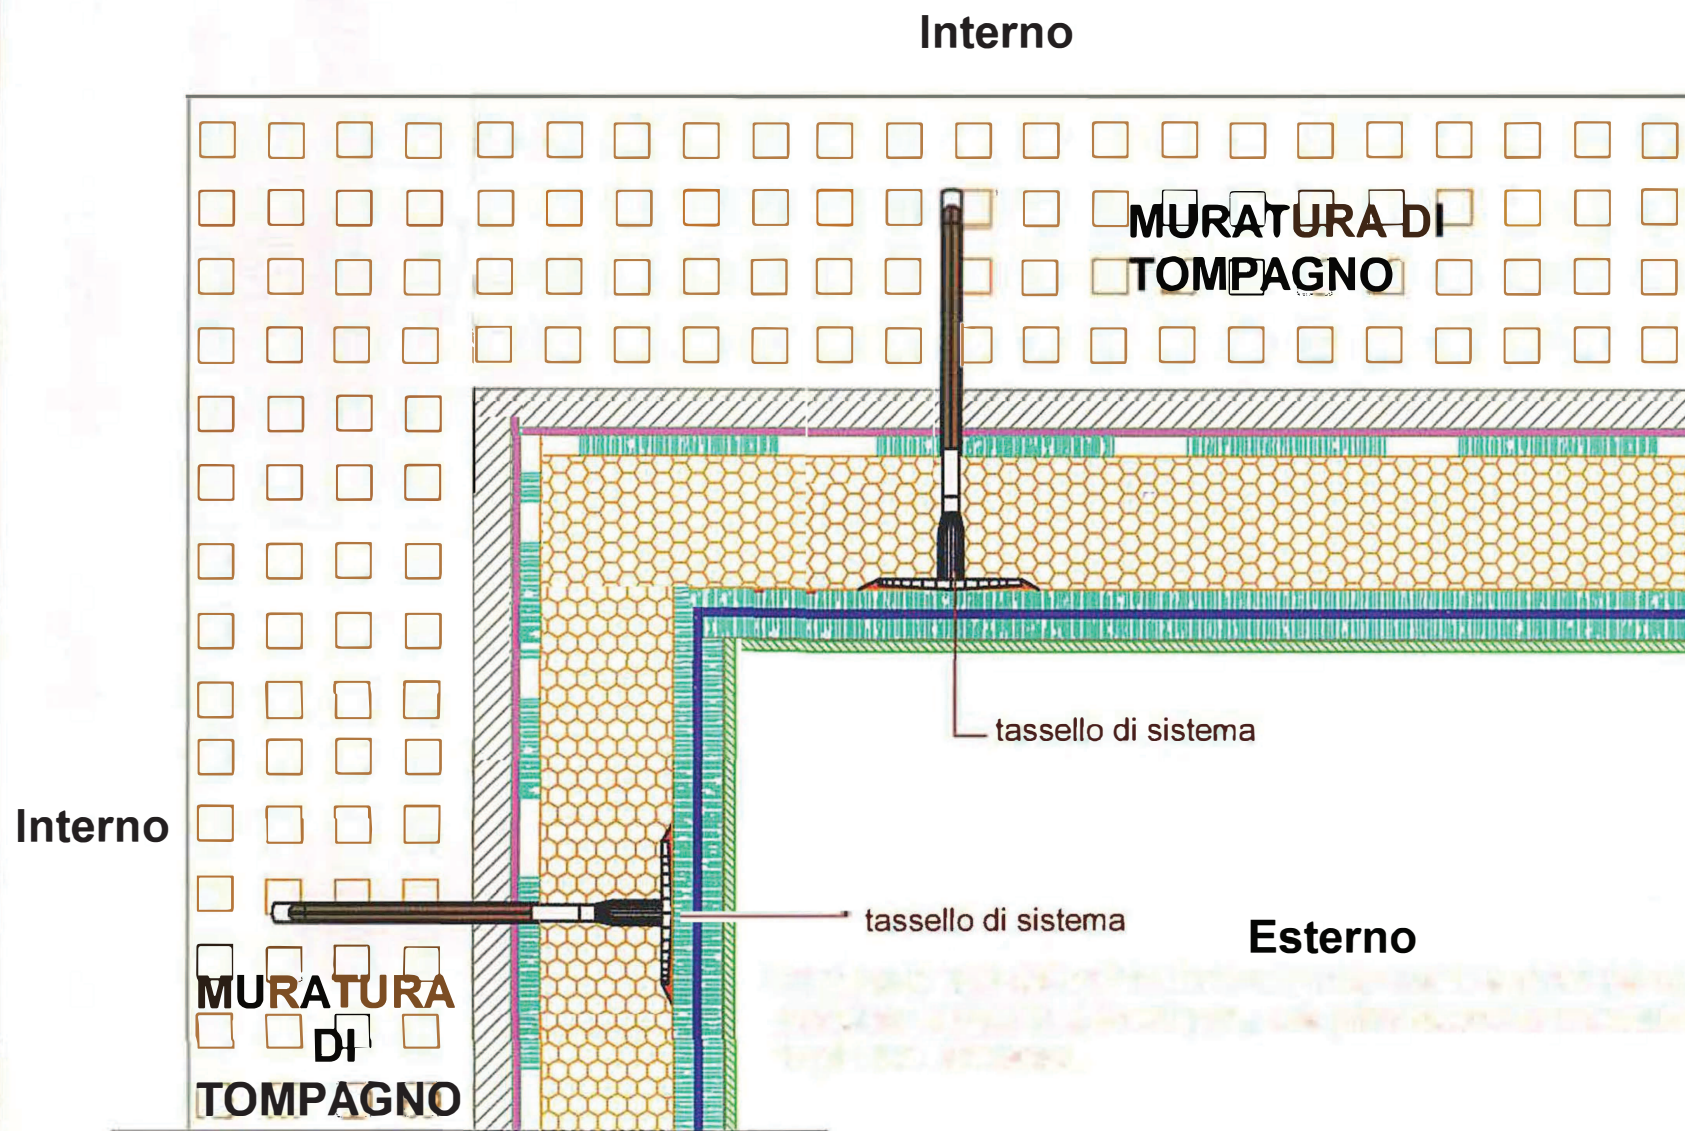 Interno
MURATURA DI
TOMPAGNO
tassello di sistema
Interno
tassello di sistema
Esterno
MURATURA
DI
TOMPAGNO